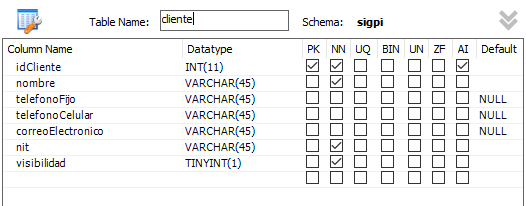 Table Name: cliente Schema: sigpi
Column Name Datatype PK NN UQ BIN UN ZF AI Default
idCliente INT(11)
nombre VARCHAR(45)
telefonoFijo VARCHAR(45) NULL
telefonoCelular VARCHAR(45) NULL
correoElectronico VARCHAR(45) NULL
nit VARCHAR(45)
visibilidad TINYINT(1)